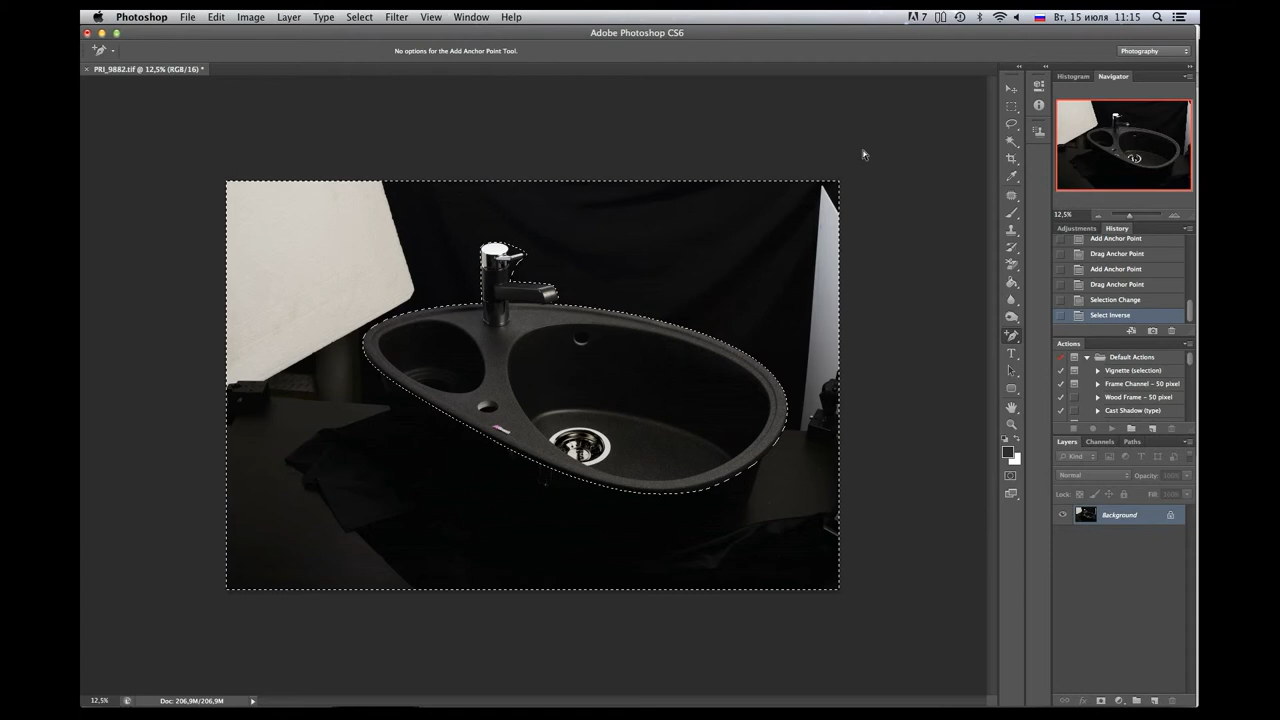 Photoshop File Edit Image Layer Type Select Filter View Window Help 7 Вт, 15 июля 11:15
Adobe Photoshop CS6
No options for the Add Anchor Point Tool.
Photography
PRI_9882.tif @ 12,5% (RGB/16) *
Histogram Navigator
12,5%
Adjustments History
Add Anchor Point
Drag Anchor Point
Add Anchor Point
Drag Anchor Point
Selection Change
Select Inverse
Actions
Default Actions
Vignette (selection)
Frame Channel - 50 pixel
Wood Frame - 50 pixel
Cast Shadow (type)
Layers Channels Paths
Kind
Normal Opacity: 100%
Lock: Fill: 100%
Background
12,5% Doc: 206,9M/206,9M